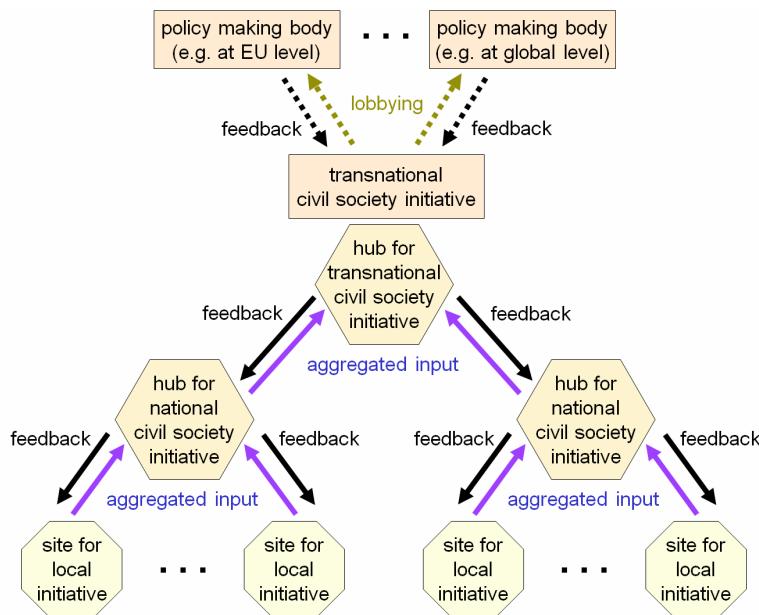 policy making body
(e.g. at EU level)
. . .
policy making body
(e.g. at global level)
lobbying
feedback
feedback
transnational
civil society initiative
hub for
transnational
civil society
initiative
feedback
feedback
aggregated input
hub for
national
civil society
initiative
hub for
national
civil society
initiative
feedback
feedback
feedback
feedback
aggregated input
aggregated input
site for
local
initiative
. . .
site for
local
initiative
site for
local
initiative
. . .
site for
local
initiative